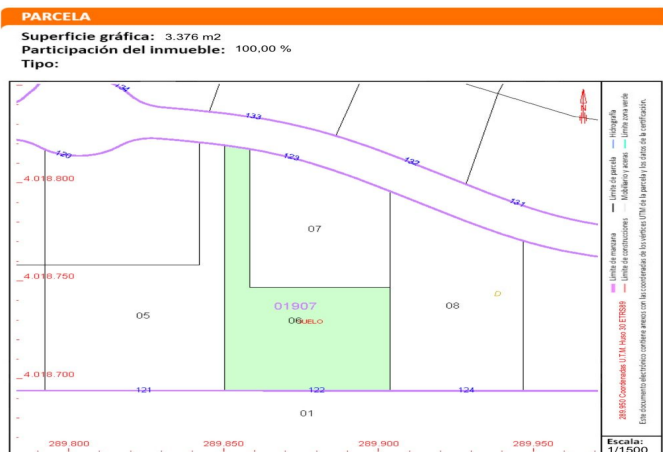 PARCELA
Superficie gráfica: 3.376 m2
Participación del inmueble: 100,00 %
Tipo:
134
133
120
123
132
4.018.800
131
07
4.018.750
01907
08
05
06
SUELO
D
4.018.700
121
122
124
01
289.800
289.850
289.900
289.950
289.950 Coordenadas U.T.M. Huso 30 ETRS89
Límite de manzana
Límite de parcela
Hidrografía
Límite de construcciones
Mobiliario y aceras
Límite zona verde
Este documento electrónico contiene anexos con las coordenadas de los vértices UTM de la parcela y los datos de la certificación.
Escala:
1/1500